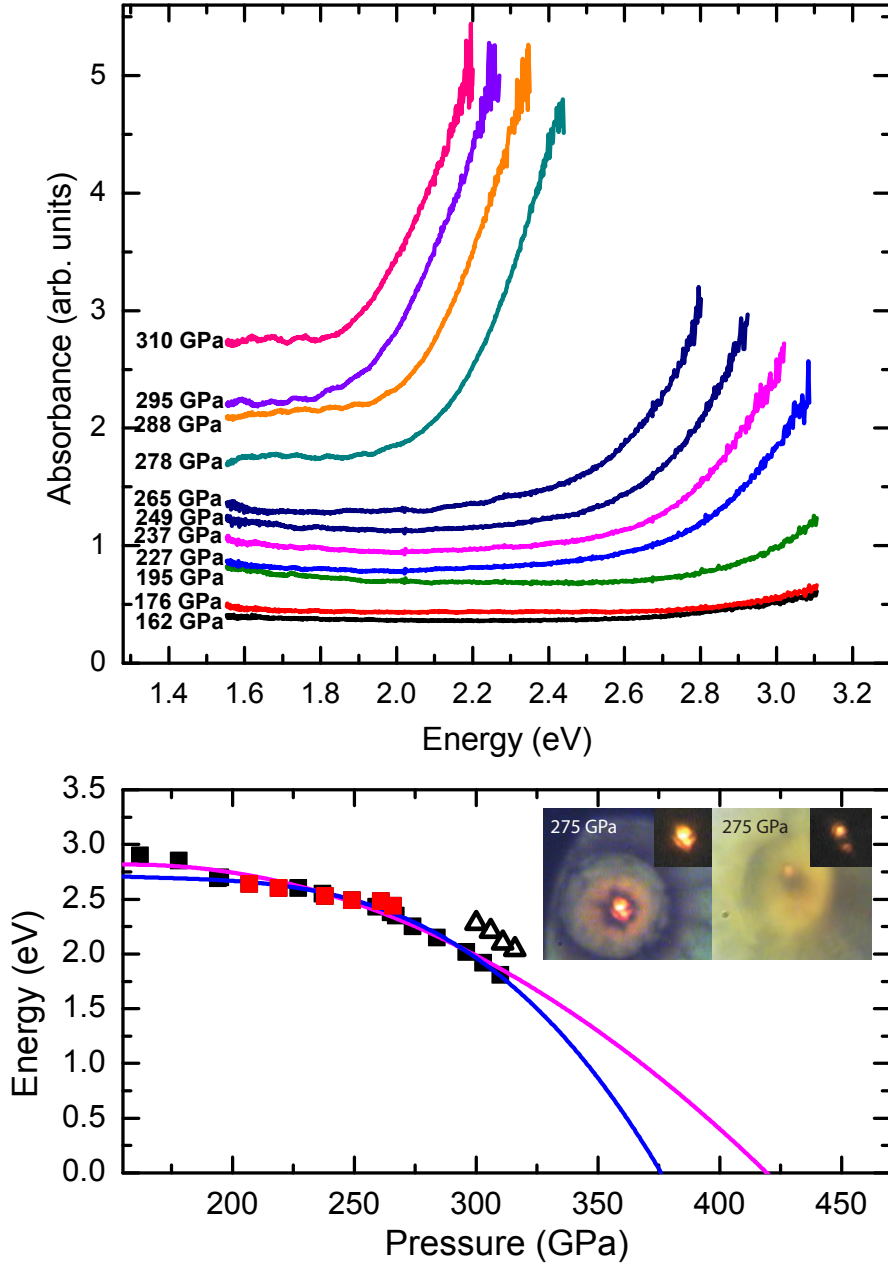 5
4
3
2
1
0
Absorbance (arb. units)
310 GPa
295 GPa
288 GPa
278 GPa
265 GPa
249 GPa
237 GPa
227 GPa
195 GPa
176 GPa
162 GPa
1.4 1.6 1.8 2.0 2.2 2.4 2.6 2.8 3.0 3.2
Energy (eV)
3.5
3.0
2.5
2.0
1.5
1.0
0.5
0.0
Energy (eV)
275 GPa
275 GPa
200 250 300 350 400 450
Pressure (GPa)